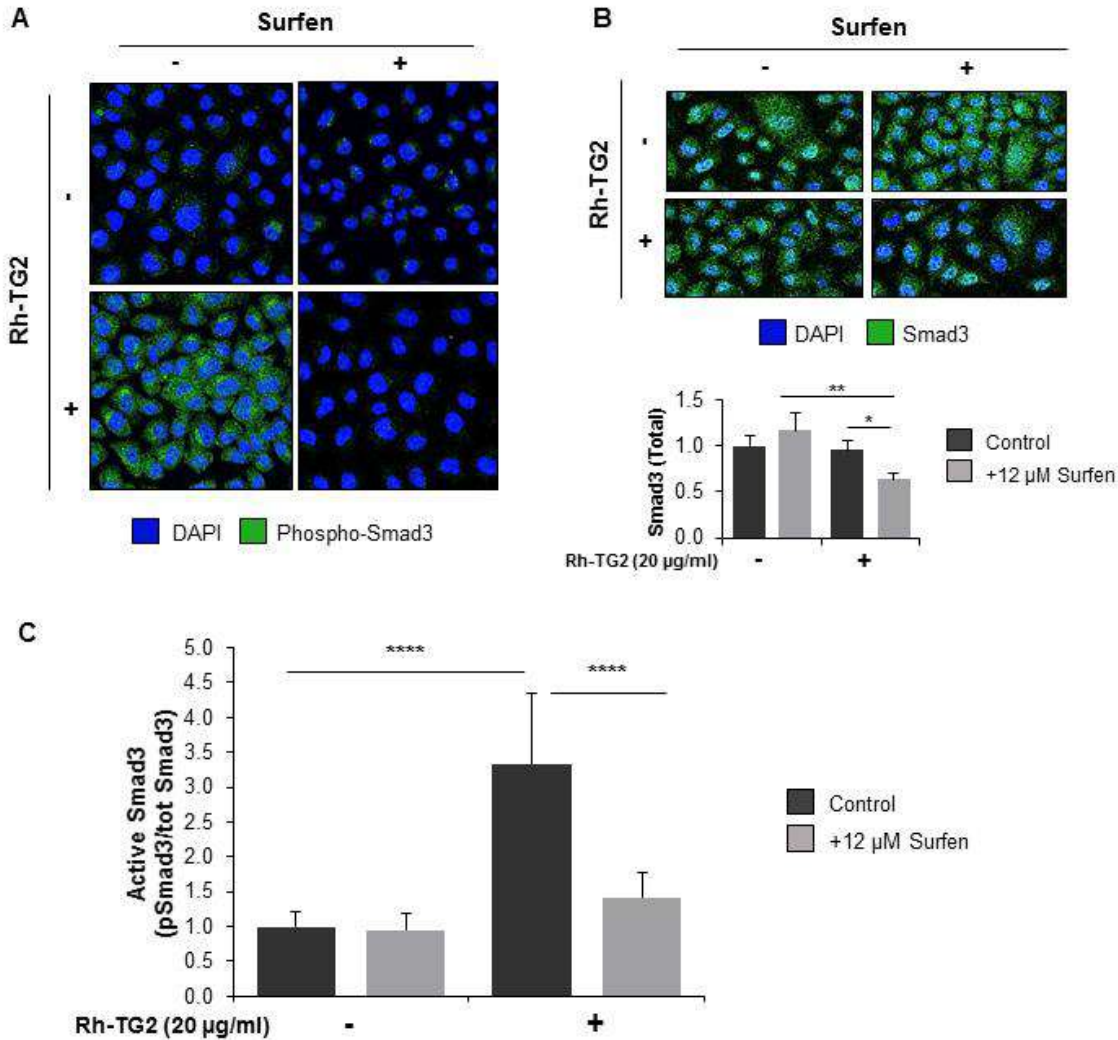 A
Surfen
-
+
Rh-TG2
-
+
DAPI
Phospho-Smad3
B
Surfen
-
+
Rh-TG2
-
+
DAPI
Smad3
**
*
Smad3 (Total)
1.5
1.0
0.5
0.0
Control
+12 µM Surfen
Rh-TG2 (20 µg/ml)
-
+
C
****
****
Active Smad3
(pSmad3/tot Smad3)
5.0
4.5
4.0
3.5
3.0
2.5
2.0
1.5
1.0
0.5
0.0
Control
+12 µM Surfen
Rh-TG2 (20 µg/ml)
-
+